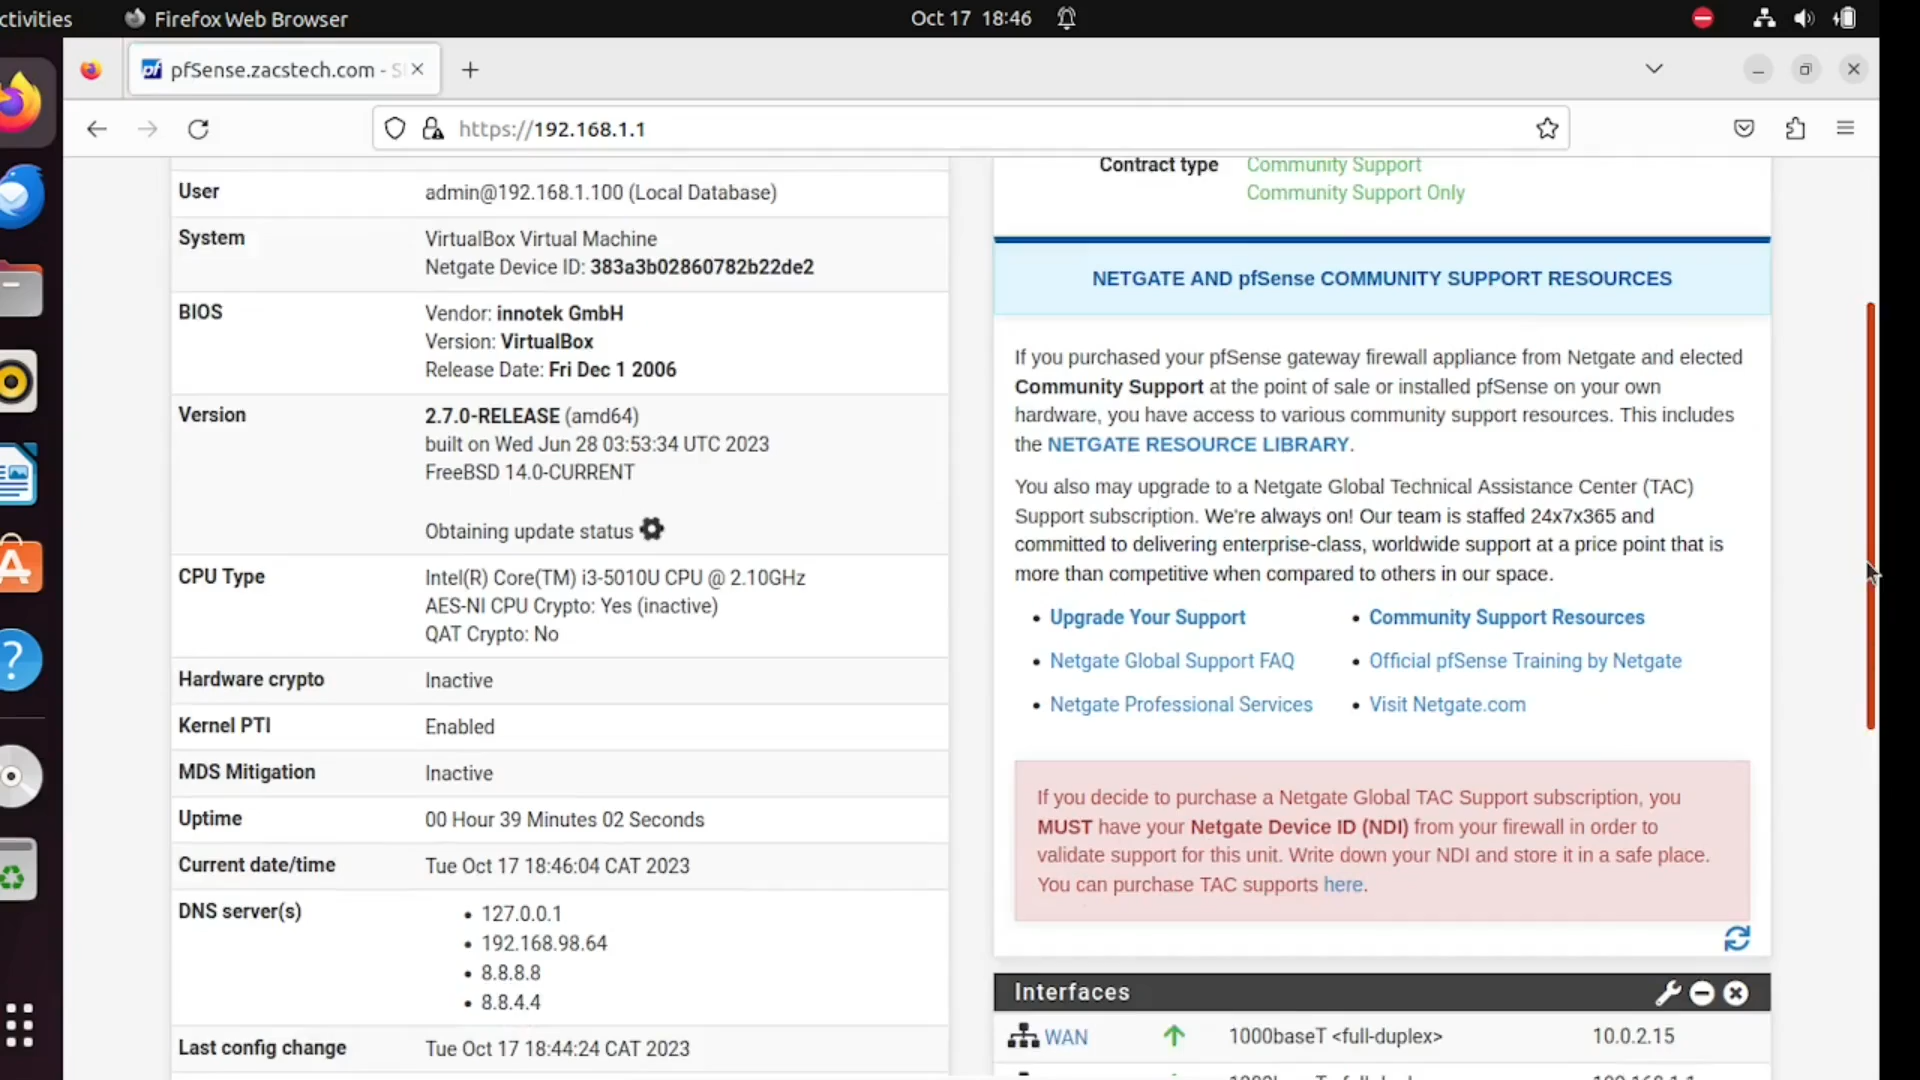 ctivities
Firefox Web Browser
Oct 17 18:46
pfSense.zacstech.com - S
https://192.168.1.1
User
admin@192.168.1.100 (Local Database)
System
VirtualBox Virtual Machine
Netgate Device ID: 383a3b02860782b22de2
BIOS
Vendor: innotek GmbH
Version: VirtualBox
Release Date: Fri Dec 1 2006
Version
2.7.0-RELEASE (amd64)
built on Wed Jun 28 03:53:34 UTC 2023
FreeBSD 14.0-CURRENT
Obtaining update status
CPU Type
Intel(R) Core(TM) i3-5010U CPU @ 2.10GHz
AES-NI CPU Crypto: Yes (inactive)
QAT Crypto: No
Hardware crypto
Inactive
Kernel PTI
Enabled
MDS Mitigation
Inactive
Uptime
00 Hour 39 Minutes 02 Seconds
Current date/time
Tue Oct 17 18:46:04 CAT 2023
DNS server(s)
127.0.0.1
192.168.98.64
8.8.8.8
8.8.4.4
Last config change
Tue Oct 17 18:44:24 CAT 2023
Contract type
Community Support
Community Support Only
NETGATE AND pfSense COMMUNITY SUPPORT RESOURCES
If you purchased your pfSense gateway firewall appliance from Netgate and elected
Community Support at the point of sale or installed pfSense on your own
hardware, you have access to various community support resources. This includes
the NETGATE RESOURCE LIBRARY.
You also may upgrade to a Netgate Global Technical Assistance Center (TAC)
Support subscription. We're always on! Our team is staffed 24x7x365 and
committed to delivering enterprise-class, worldwide support at a price point that is
more than competitive when compared to others in our space.
Upgrade Your Support
Community Support Resources
Netgate Global Support FAQ
Official pfSense Training by Netgate
Netgate Professional Services
Visit Netgate.com
If you decide to purchase a Netgate Global TAC Support subscription, you
MUST have your Netgate Device ID (NDI) from your firewall in order to
validate support for this unit. Write down your NDI and store it in a safe place.
You can purchase TAC supports here.
Interfaces
WAN
1000baseT <full-duplex>
10.0.2.15